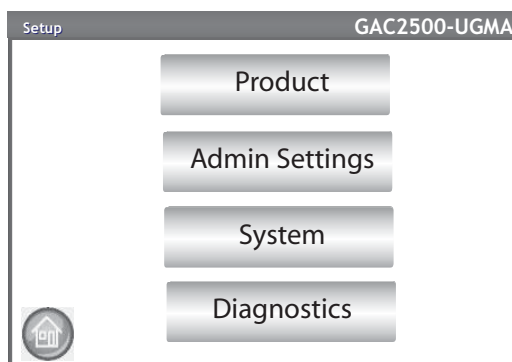 Setup GAC2500-UGMA
Product
Admin Settings
System
Diagnostics